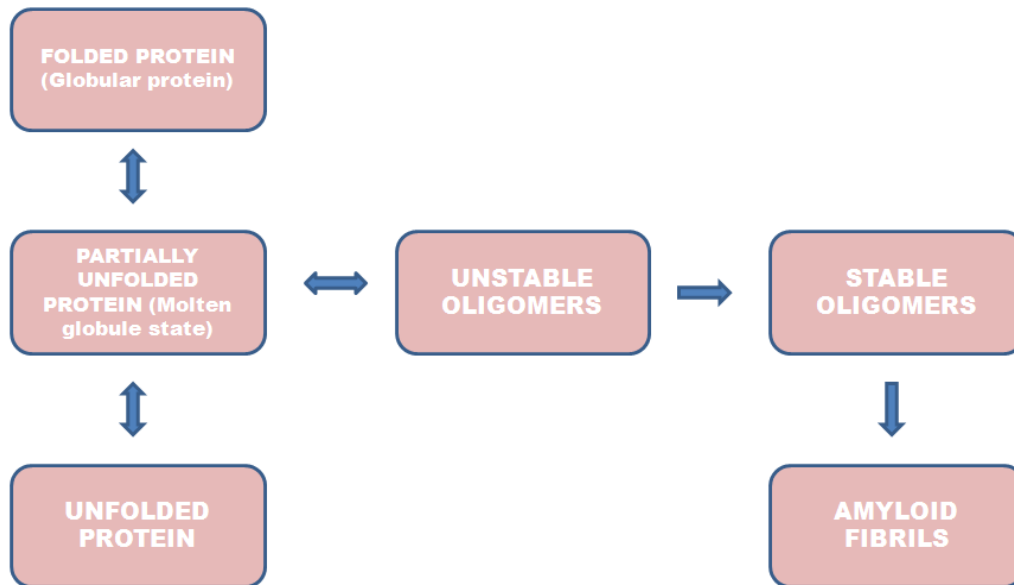 FOLDED PROTEIN
(Globular protein)
PARTIALLY
UNFOLDED
PROTEIN (Molten
globule state)
UNSTABLE
OLIGOMERS
STABLE
OLIGOMERS
UNFOLDED
PROTEIN
AMYLOID
FIBRILS